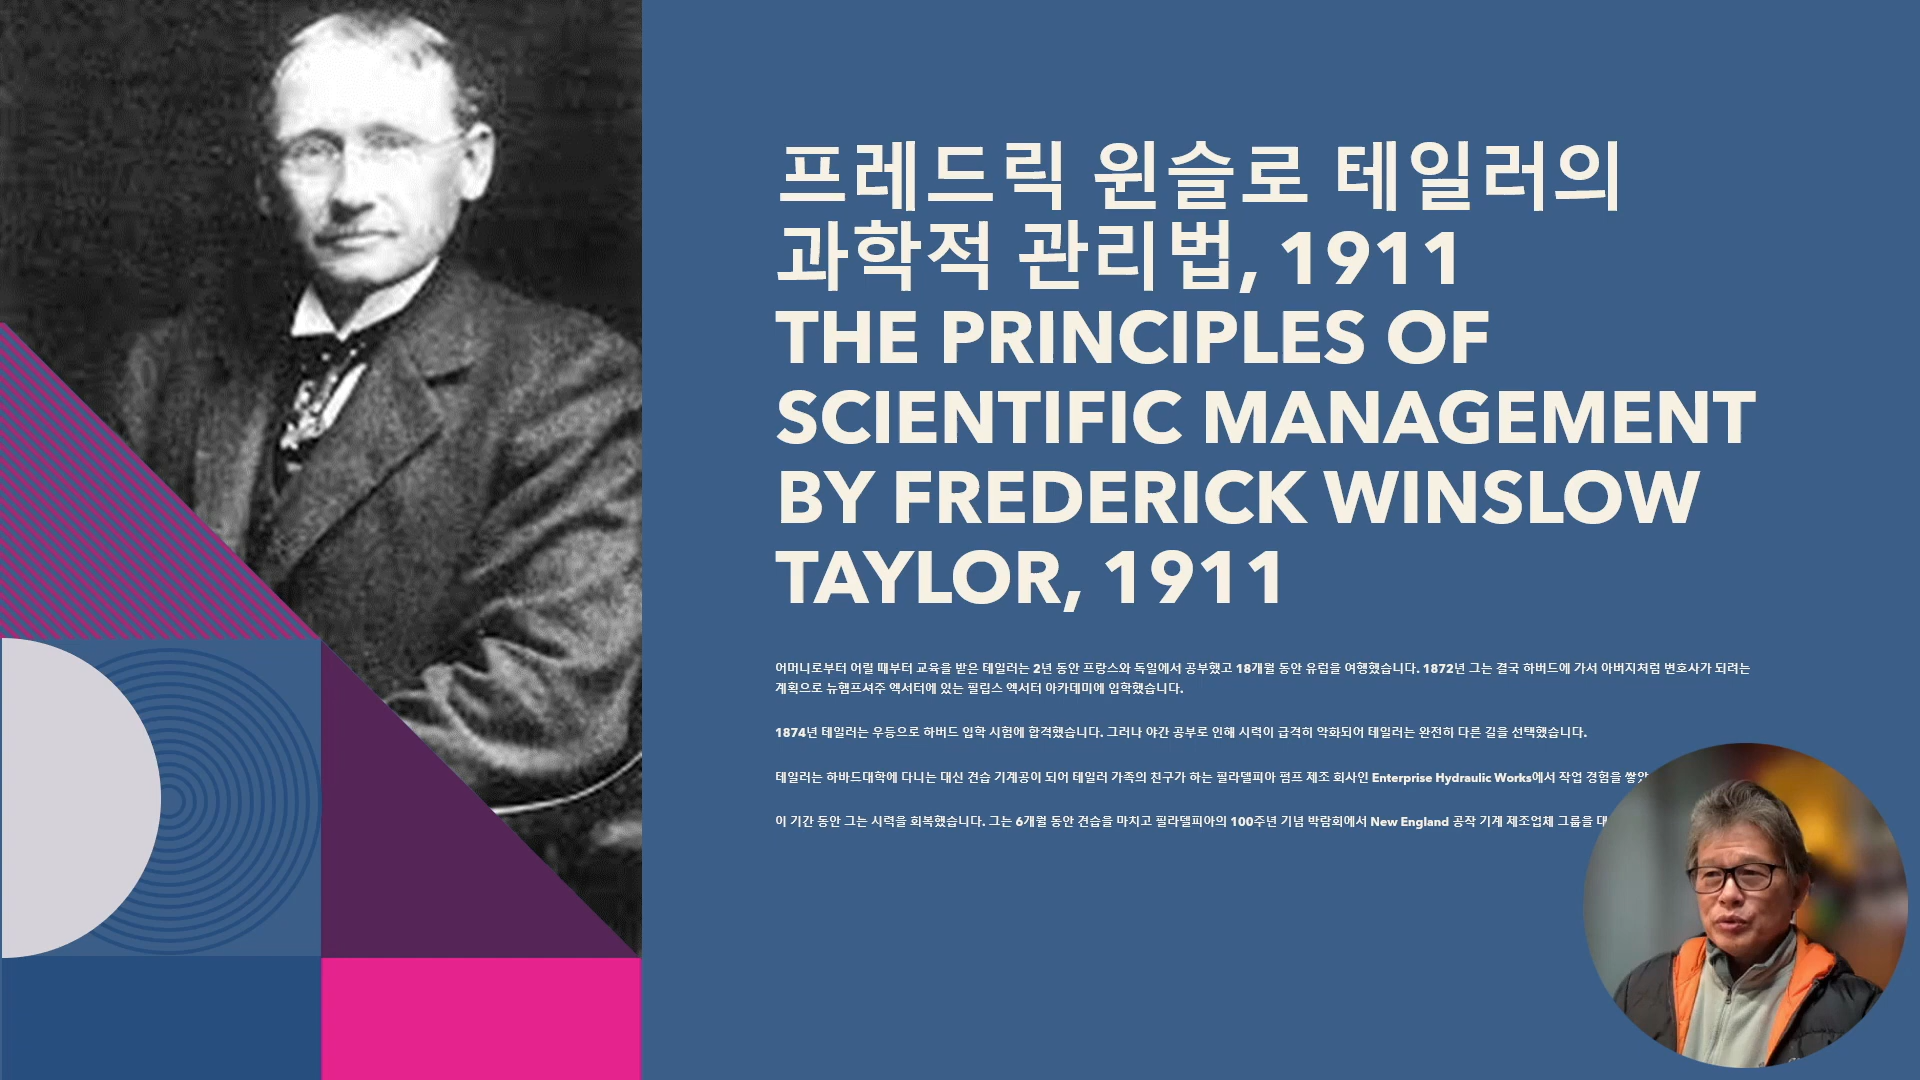 프레드릭 윈슬로 테일러의
과학적 관리법, 1911
THE PRINCIPLES OF
SCIENTIFIC MANAGEMENT
BY FREDERICK WINSLOW
TAYLOR, 1911
어머니로부터 어릴 때부터 교육을 받은 테일러는 2년 동안 프랑스와 독일에서 공부했고 18개월 동안 유럽을 여행했습니다. 1872년 그는 결국 하버드에 가서 아버지처럼 변호사가 되려는
계획으로 뉴햄프셔주 엑서터에 있는 필립스 엑서터 아카데미에 입학했습니다.
1874년 테일러는 우등으로 하버드 입학 시험에 합격했습니다. 그러나 야간 공부로 인해 시력이 급격히 악화되어 테일러는 완전히 다른 길을 선택했습니다.
테일러는 하바드대학에 다니는 대신 견습 기계공이 되어 테일러 가족의 친구가 하는 필라델피아 펌프 제조 회사인 Enterprise Hydraulic Works에서 작업 경험을
이 기간 동안 그는 시력을 회복했습니다. 그는 6개월 동안 견습을 마치고 필라델피아의 100주년 기념 박람회에서 New England 공작 기계 제조업체 그룹을